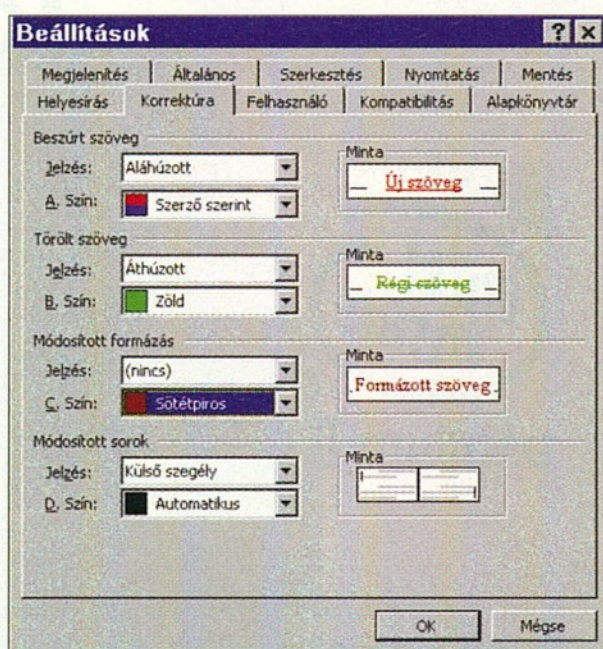 Beállítások
Megjelenítés Általános Szerkesztés Nyomtatás Mentés
Helyesírás Korrektúra Felhasználó Kompatibilitás Alapkönyvtár
Beszúrt szöveg
Jelzés: Aláhúzott
A. Szín: Szerző szerint
Minta
Új szöveg
Törölt szöveg
Jelzés: Áthúzott
B. Szín: Zöld
Minta
Régi szöveg
Módosított formázás
Jelzés: (nincs)
C. Szín: Sötétpiros
Minta
Formázott szöveg
Módosított sorok
Jelzés: Külső szegély
D. Szín: Automatikus
Minta
OK Mégse